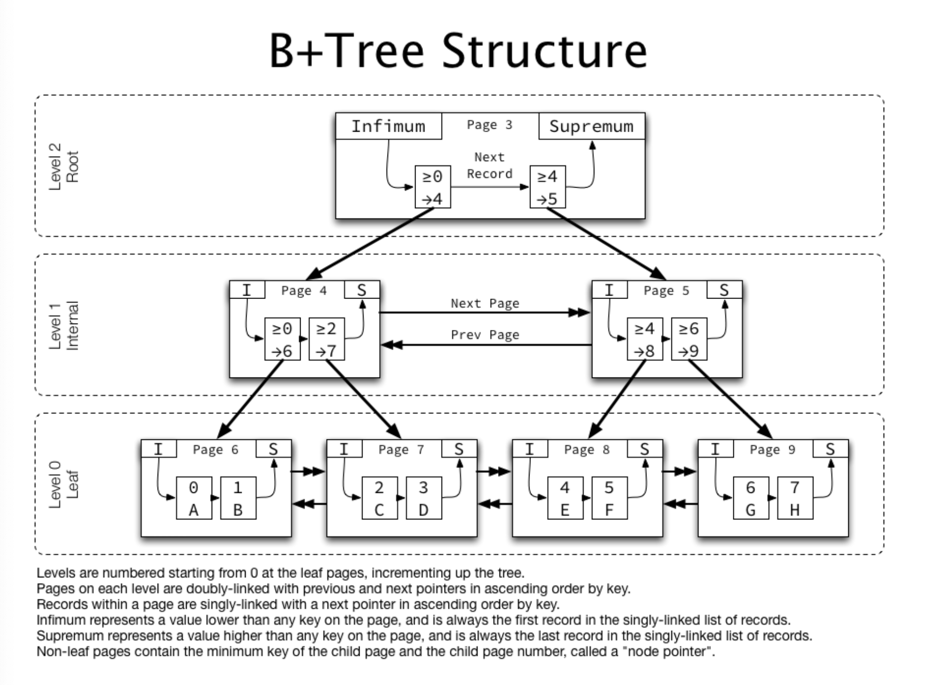 B+Tree Structure
Level 2
Root
Infimum Page 3 Supremum
Next
Record
≥0 ≥4
→4 →5
Level 1
Internal
I Page 4 S I Page 5 S
Next Page
Prev Page
≥0 ≥2 ≥4 ≥6
→6 →7 →8 →9
Level 0
Leaf
I Page 6 S I Page 7 S I Page 8 S I Page 9 S
0 1 2 3 4 5 6 7
A B C D E F G H
Levels are numbered starting from 0 at the leaf pages, incrementing up the tree.
Pages on each level are doubly-linked with previous and next pointers in ascending order by key.
Records within a page are singly-linked with a next pointer in ascending order by key.
Infimum represents a value lower than any key on the page, and is always the first record in the singly-linked list of records.
Supremum represents a value higher than any key on the page, and is always the last record in the singly-linked list of records.
Non-leaf pages contain the minimum key of the child page and the child page number, called a "node pointer".